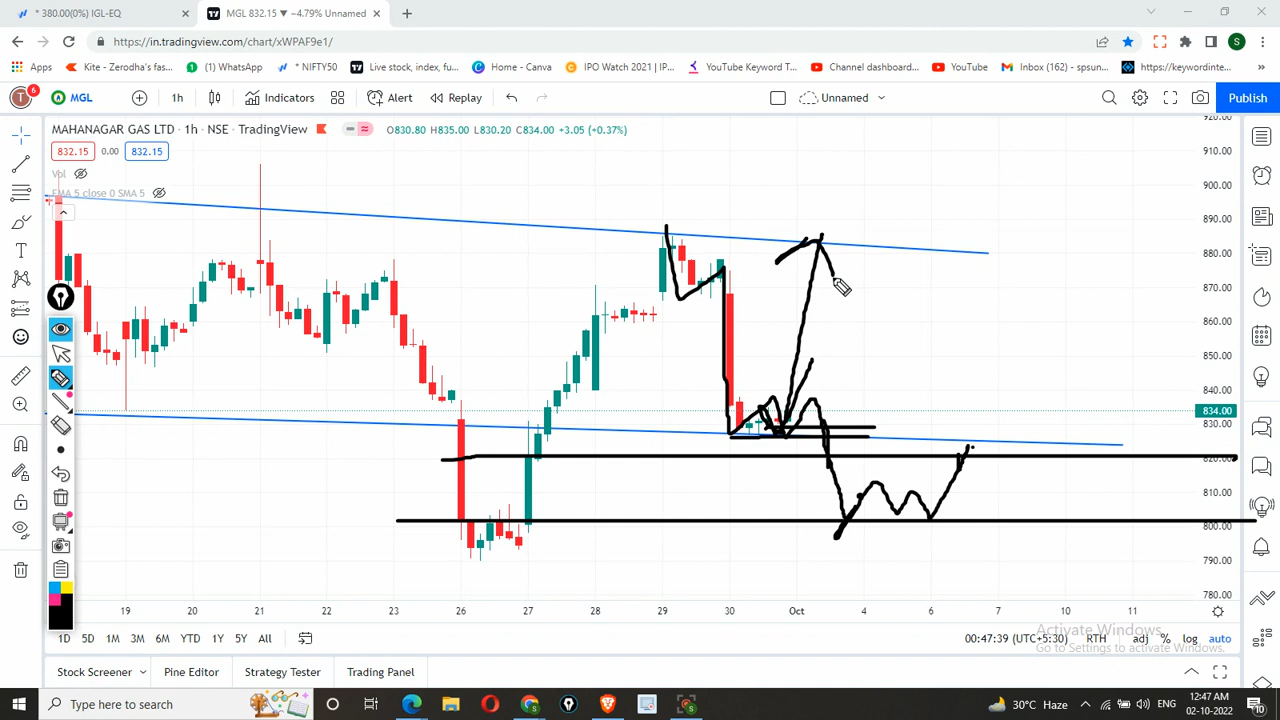 * 380.00(0%) IGL-EQ
MGL 832.15 ▼ −4.79% Unnamed
https://in.tradingview.com/chart/xWPAF9e1/
S
Apps
Kite - Zerodha's fas...
(1) WhatsApp
* NIFTY50
Live stock, index, fu...
Home - Canva
IPO Watch 2021 | IP...
YouTube Keyword T...
Channel dashboard...
YouTube
Inbox (162) - spsun...
https://keywordinte...
T
6
MGL
1h
Indicators
Alert
Replay
Unnamed
Publish
MAHANAGAR GAS LTD · 1h · NSE · TradingView
O830.80 H835.00 L830.20 C834.00 +3.05 (+0.37%)
832.15
0.00
832.15
Vol
EMA 5 close 0 SMA 5
920.00
910.00
900.00
890.00
880.00
870.00
860.00
850.00
840.00
834.00
830.00
820.00
810.00
800.00
790.00
780.00
19
20
21
22
23
26
27
28
29
30
Oct
4
6
7
10
11
1D
5D
1M
3M
6M
YTD
1Y
5Y
All
00:47:39 (UTC+5:30)
RTH
adj
%
log
auto
Activate Windows
Go to Settings to activate Windows.
Stock Screener
Pine Editor
Strategy Tester
Trading Panel
Type here to search
30°C Haze
ENG
12:47 AM
02-10-2022
10